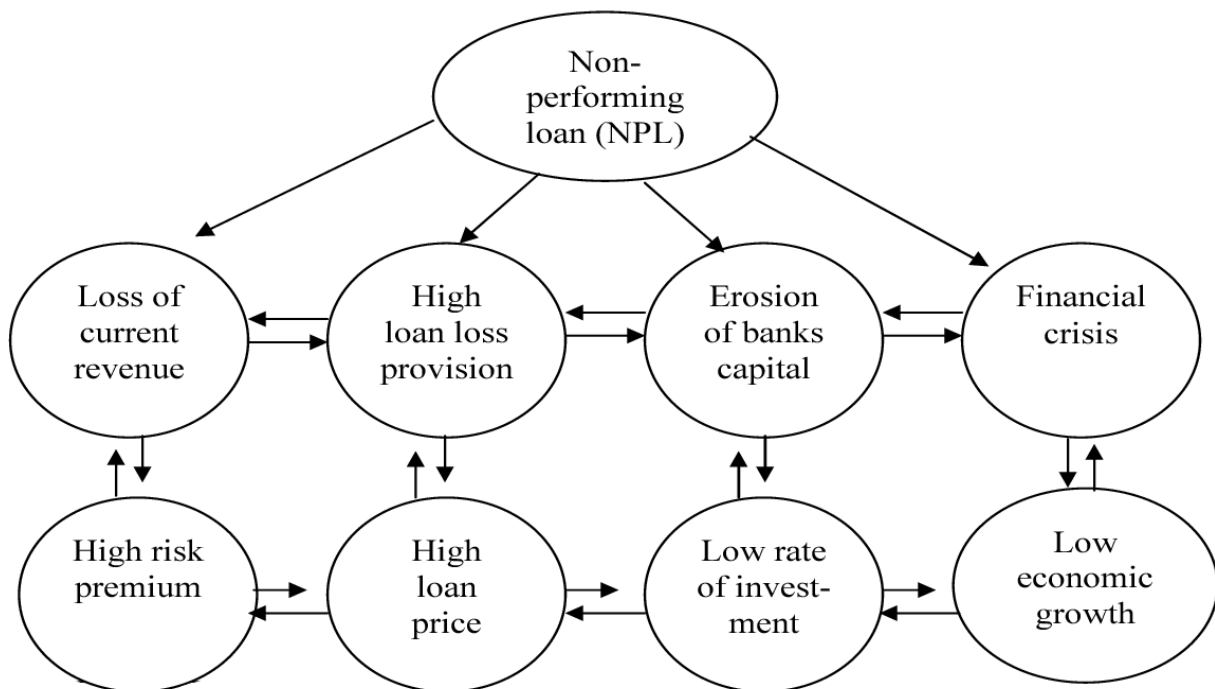 Non-
performing
loan (NPL)
Loss of
current
revenue
High
loan loss
provision
Erosion
of banks
capital
Financial
crisis
High risk
premium
High
loan
price
Low rate
of invest-
ment
Low
economic
growth